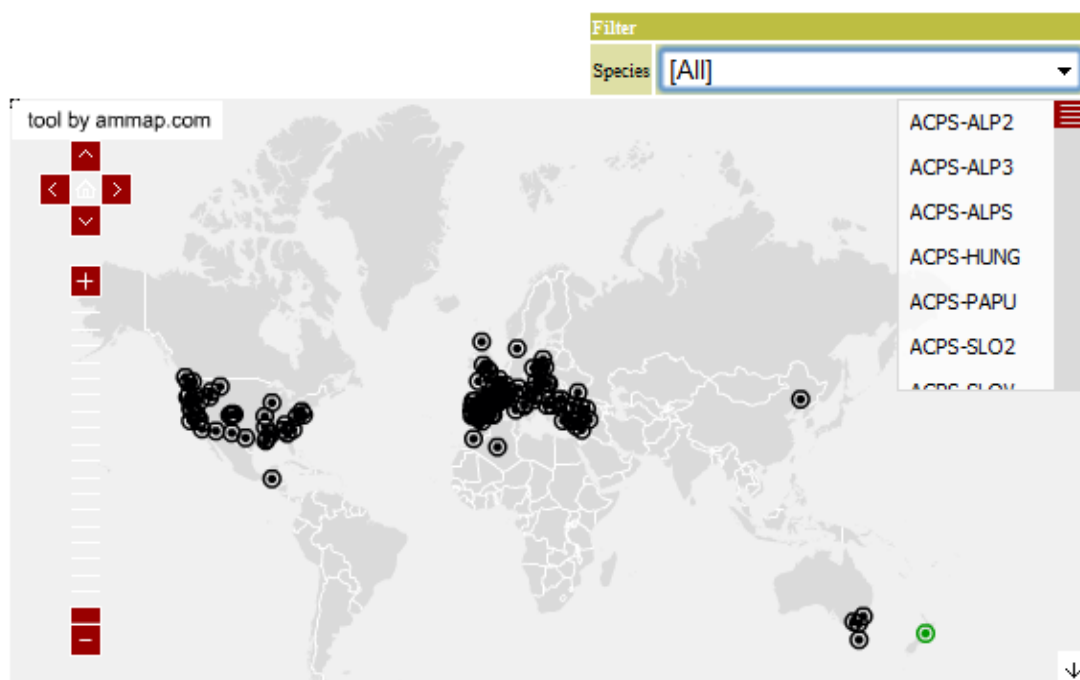 Filter
Species [All]
tool by ammap.com
ACPS-ALP2
ACPS-ALP3
ACPS-ALPS
ACPS-HUNG
ACPS-PAPU
ACPS-SLO2